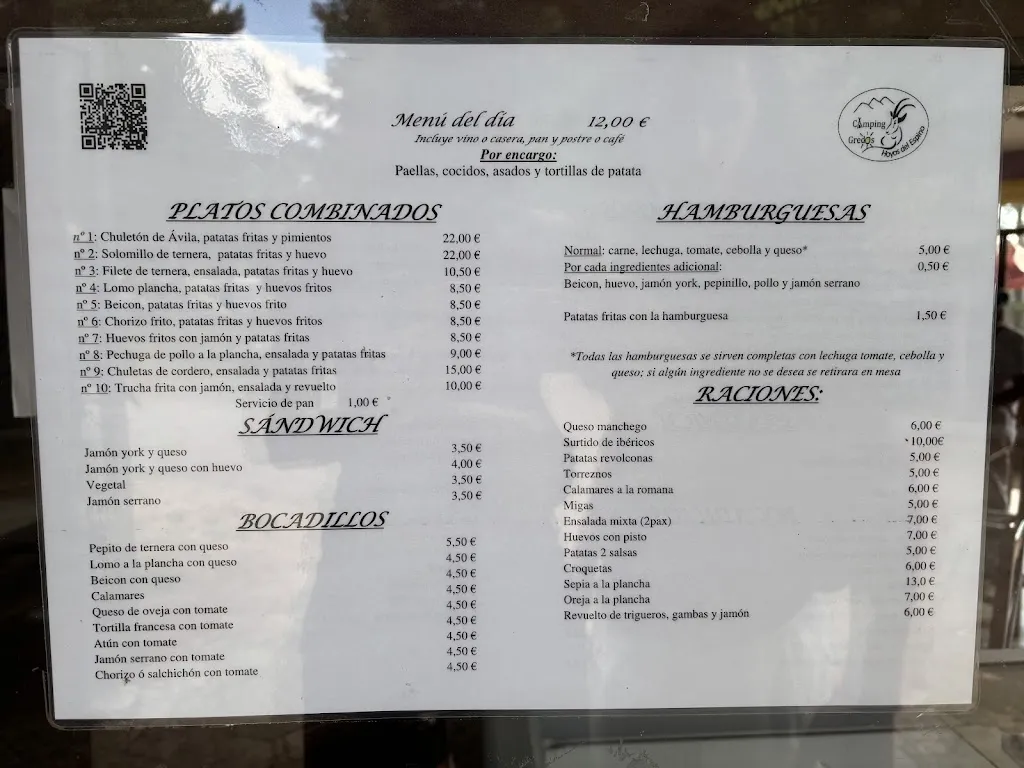 Menú del día 12,00 €
Incluye vino o casera, pan y postre o café
Por encargo:
Paellas, cocidos, asados y tortillas de patata
Camping
Gredos
Hoyos del Espino
PLATOS COMBINADOS
nº 1: Chuletón de Ávila, patatas fritas y pimientos 22,00 €
nº 2: Solomillo de ternera, patatas fritas y huevo 22,00 €
nº 3: Filete de ternera, ensalada, patatas fritas y huevo 10,50 €
nº 4: Lomo plancha, patatas fritas y huevos fritos 8,50 €
nº 5: Beicon, patatas fritas y huevos frito 8,50 €
nº 6: Chorizo frito, patatas fritas y huevos fritos 8,50 €
nº 7: Huevos fritos con jamón y patatas fritas 8,50 €
nº 8: Pechuga de pollo a la plancha, ensalada y patatas fritas 9,00 €
nº 9: Chuletas de cordero, ensalada y patatas fritas 15,00 €
nº 10: Trucha frita con jamón, ensalada y revuelto 10,00 €
Servicio de pan 1,00 €
SÁNDWICH
Jamón york y queso 3,50 €
Jamón york y queso con huevo 4,00 €
Vegetal 3,50 €
Jamón serrano 3,50 €
BOCADILLOS
Pepito de ternera con queso 5,50 €
Lomo a la plancha con queso 4,50 €
Beicon con queso 4,50 €
Calamares 4,50 €
Queso de oveja con tomate 4,50 €
Tortilla francesa con tomate 4,50 €
Atún con tomate 4,50 €
Jamón serrano con tomate 4,50 €
Chorizo ó salchichón con tomate 4,50 €
HAMBURGUESAS
Normal: carne, lechuga, tomate, cebolla y queso* 5,00 €
Por cada ingredientes adicional: 0,50 €
Beicon, huevo, jamón york, pepinillo, pollo y jamón serrano
Patatas fritas con la hamburguesa 1,50 €
*Todas las hamburguesas se sirven completas con lechuga tomate, cebolla y
queso; si algún ingrediente no se desea se retirara en mesa
RACIONES:
Queso manchego 6,00 €
Surtido de ibéricos 10,00€
Patatas revolconas 5,00 €
Torreznos 5,00 €
Calamares a la romana 6,00 €
Migas 5,00 €
Ensalada mixta (2pax) 7,00 €
Huevos con pisto 7,00 €
Patatas 2 salsas 5,00 €
Croquetas 6,00 €
Sepia a la plancha 13,0 €
Oreja a la plancha 7,00 €
Revuelto de trigueros, gambas y jamón 6,00 €